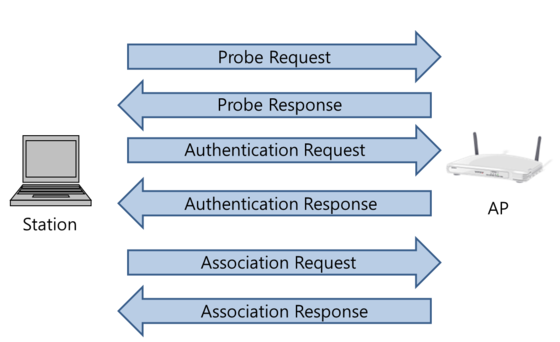 Probe Request
Probe Response
Authentication Request
Authentication Response
Station
AP
Association Request
Association Response